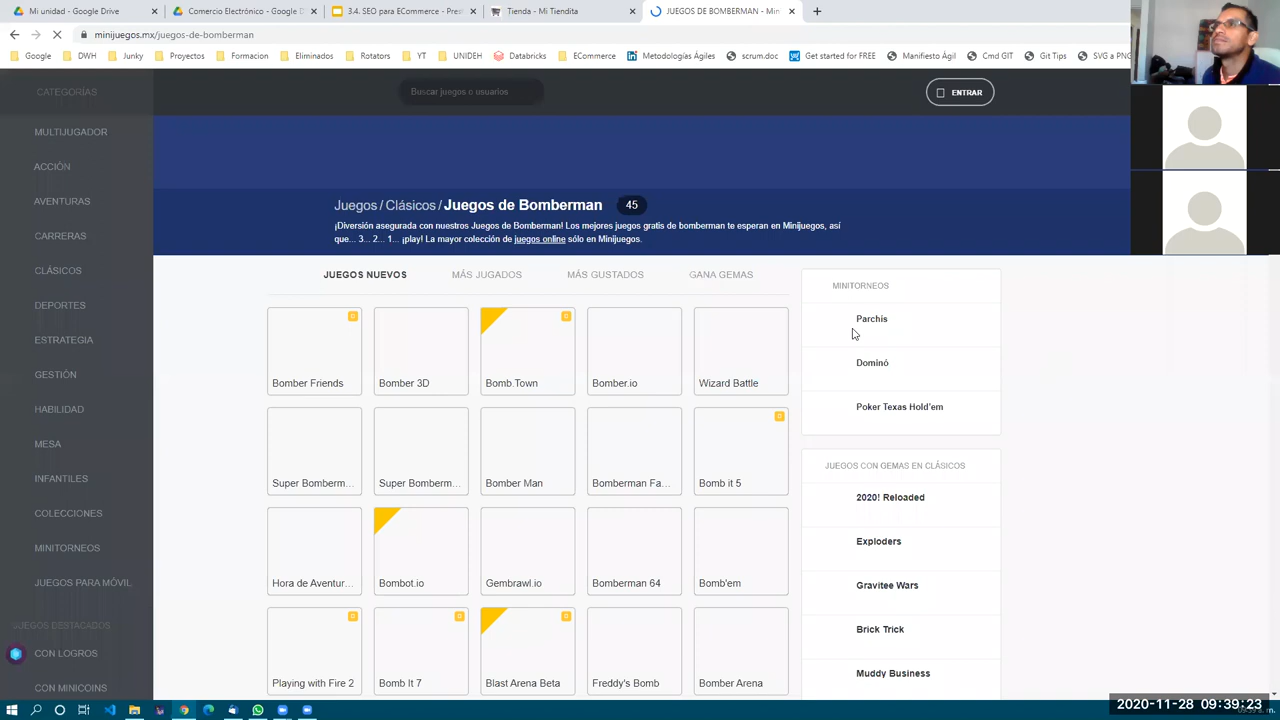 Mi unidad - Google Drive
Comercio Electrónico - Google D
3.4. SEO para ECommerce - Prese
Tienda - Mi Tiendita
JUEGOS DE BOMBERMAN - Min
minijuegos.mx/juegos-de-bomberman
Google
DWH
Junky
Proyectos
Formacion
Eliminados
Rotators
YT
UNIDEH
Databricks
ECommerce
Metodologías Ágiles
scrum.doc
Get started for FREE
Manifiesto Ágil
Cmd GIT
Git Tips
SVG a PNG
CATEGORÍAS
Buscar juegos o usuarios
ENTRAR
MULTIJUGADOR
ACCIÓN
AVENTURAS
CARRERAS
CLÁSICOS
DEPORTES
ESTRATEGIA
GESTIÓN
HABILIDAD
MESA
INFANTILES
COLECCIONES
MINITORNEOS
JUEGOS PARA MÓVIL
JUEGOS DESTACADOS
CON LOGROS
CON MINICOINS
Juegos / Clásicos / Juegos de Bomberman 45
¡Diversión asegurada con nuestros Juegos de Bomberman! Los mejores juegos gratis de bomberman te esperan en Minijuegos, así
que... 3... 2... 1... ¡play! La mayor colección de juegos online sólo en Minijuegos.
JUEGOS NUEVOS
MÁS JUGADOS
MÁS GUSTADOS
GANA GEMAS
Bomber Friends
Bomber 3D
Bomb.Town
Bomber.io
Wizard Battle
Super Bomberm...
Super Bomberm...
Bomber Man
Bomberman Fa...
Bomb it 5
Hora de Aventur...
Bombot.io
Gembrawl.io
Bomberman 64
Bomb'em
Playing with Fire 2
Bomb It 7
Blast Arena Beta
Freddy's Bomb
Bomber Arena
MINITORNEOS
Parchís
Dominó
Poker Texas Hold'em
JUEGOS CON GEMAS EN CLÁSICOS
2020! Reloaded
Exploders
Gravitee Wars
Brick Trick
Muddy Business
2020-11-28 09:39:23